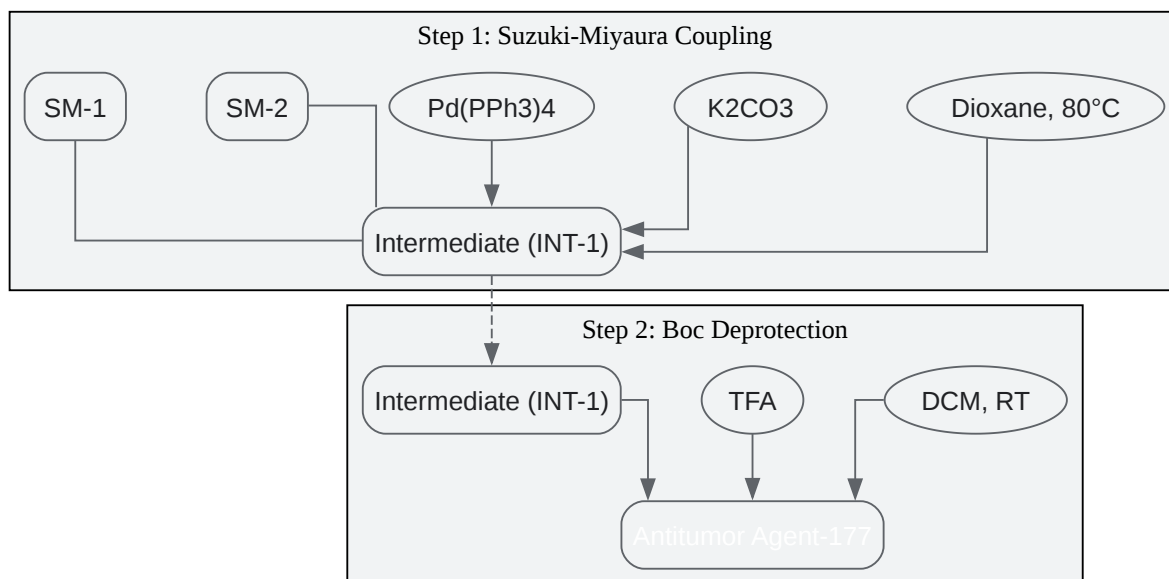 Step 1: Suzuki-Miyaura Coupling
SM-1
SM-2
Pd(PPh3)4
K2CO3
Dioxane, 80°C
Intermediate (INT-1)
Step 2: Boc Deprotection
Intermediate (INT-1)
TFA
DCM, RT
Antitumor Agent-177